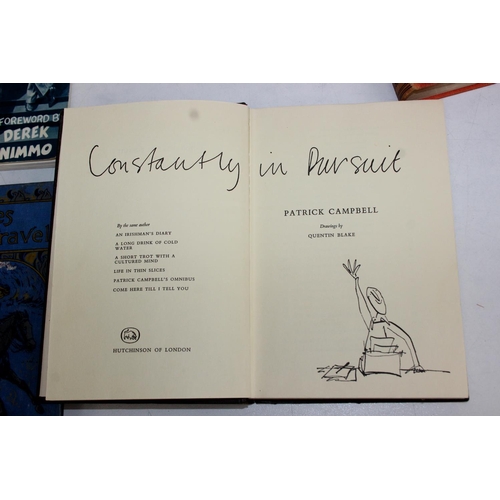 FOREWORD B
DEREK
NIMMO
es
ravel
Constantly in Pursuit
By the same author
AN IRISHMAN'S DIARY
A LONG DRINK OF COLD
WATER
A SHORT TROT WITH A
CULTURED MIND
LIFE IN THIN SLICES
PATRICK CAMPBELL'S OMNIBUS
COME HERE TILL I TELL YOU
HUTCHINSON OF LONDON
PATRICK CAMPBELL
Drawings by
QUENTIN BLAKE